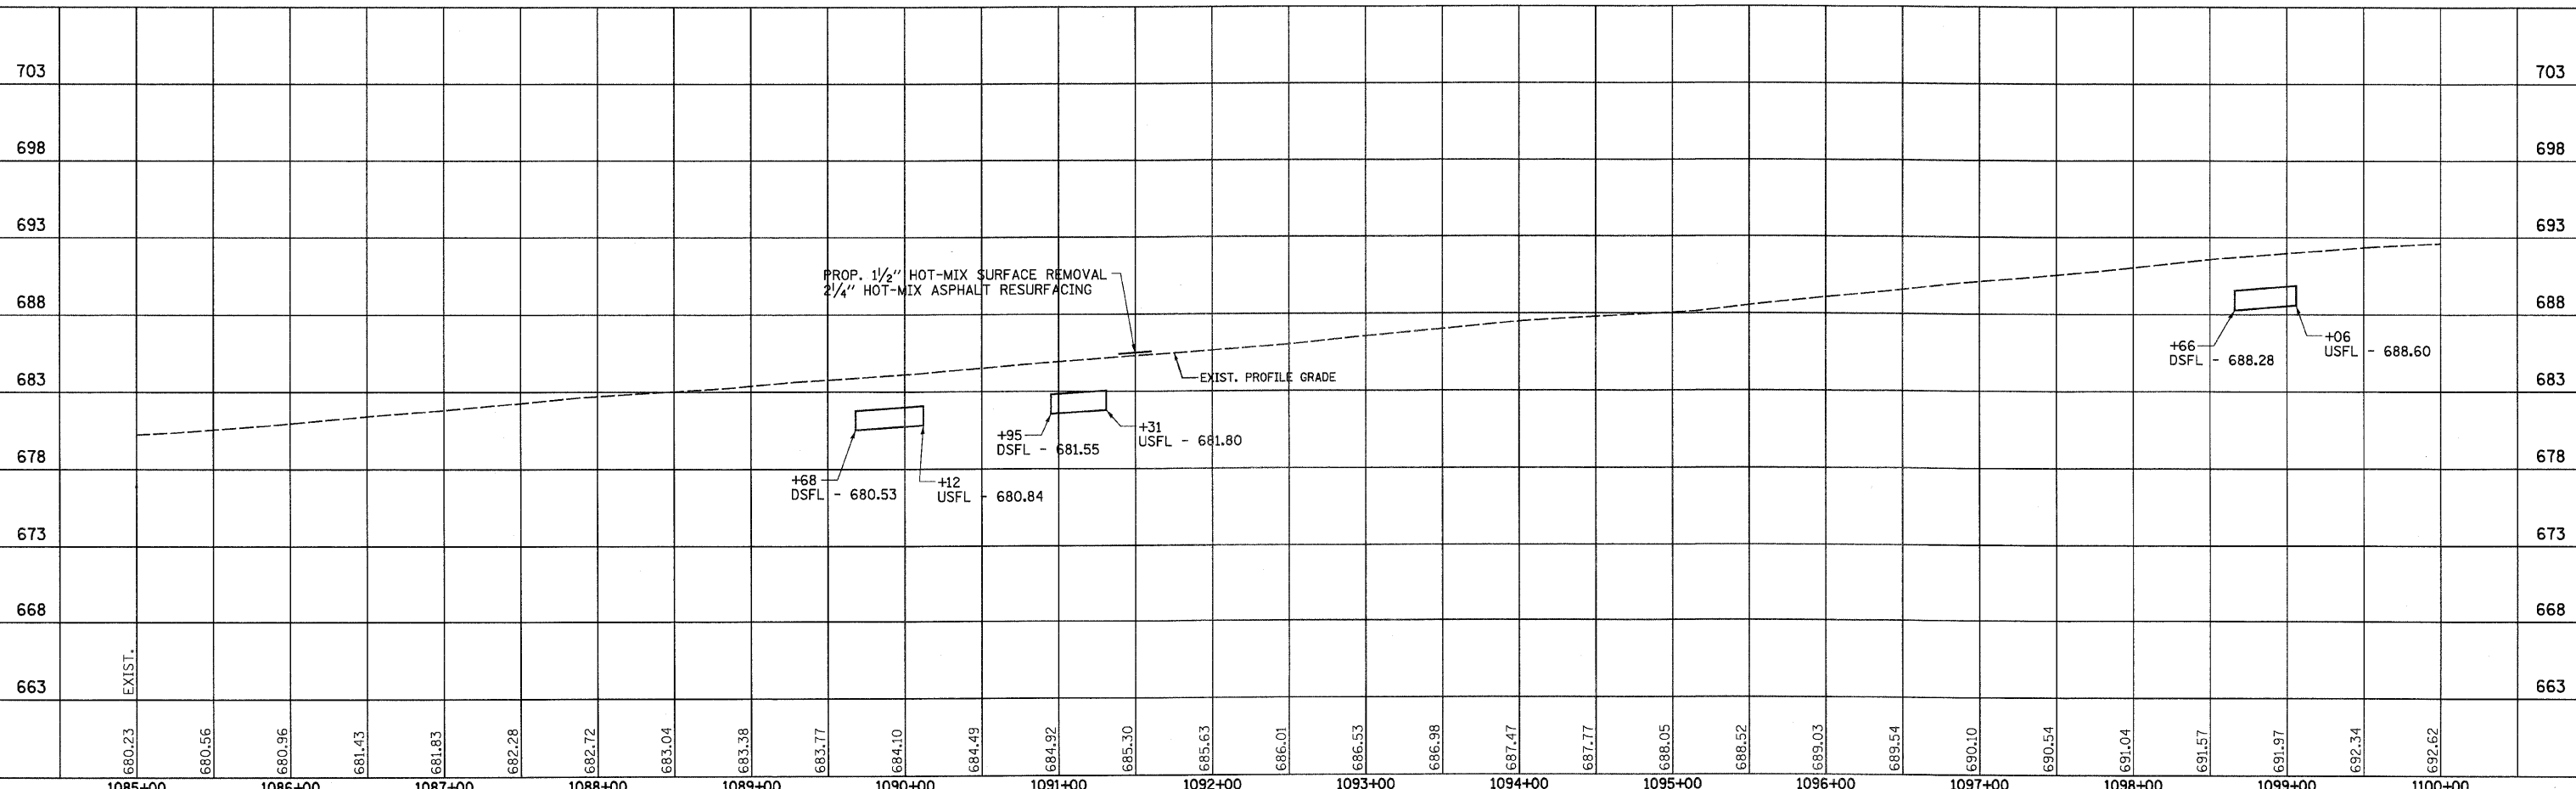 703 703
698 698
693 693
PROP. 1 1/2" HOT-MIX SURFACE REMOVAL
2 1/4" HOT-MIX ASPHALT RESURFACING
688 688
+06
USFL - 688.60
+66
DSFL - 688.28
EXIST. PROFILE GRADE
683 683
+31
USFL - 681.80
+95
DSFL - 681.55
678 678
+68
DSFL - 680.53
+12
USFL - 680.84
673 673
668 668
EXIST.
663 663
680.23 680.56 680.96 681.43 681.83 682.28 682.72 683.04 683.38 683.77 684.10 684.49 684.92 685.30 685.63 686.01 686.53 686.98 687.47 687.77 688.05 688.52 689.03 689.54 690.10 690.54 691.04 691.57 691.97 692.34 692.62
1085+00 1086+00 1087+00 1088+00 1089+00 1090+00 1091+00 1092+00 1093+00 1094+00 1095+00 1096+00 1097+00 1098+00 1099+00 1100+00